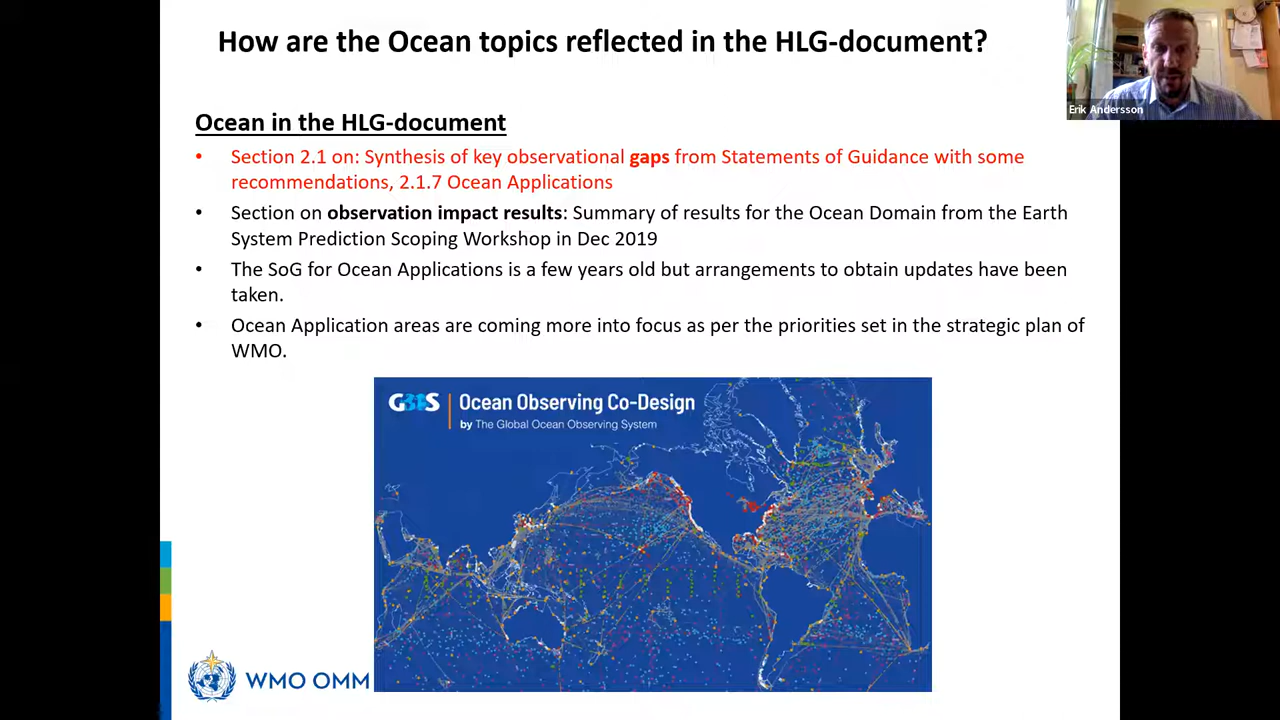 How are the Ocean topics reflected in the HLG-document?
Erik Andersson
Ocean in the HLG-document
• Section 2.1 on: Synthesis of key observational gaps from Statements of Guidance with some
recommendations, 2.1.7 Ocean Applications
• Section on observation impact results: Summary of results for the Ocean Domain from the Earth
System Prediction Scoping Workshop in Dec 2019
• The SoG for Ocean Applications is a few years old but arrangements to obtain updates have been
taken.
• Ocean Application areas are coming more into focus as per the priorities set in the strategic plan of
WMO.
Ocean Observing Co-Design
by The Global Ocean Observing System
WMO OMM